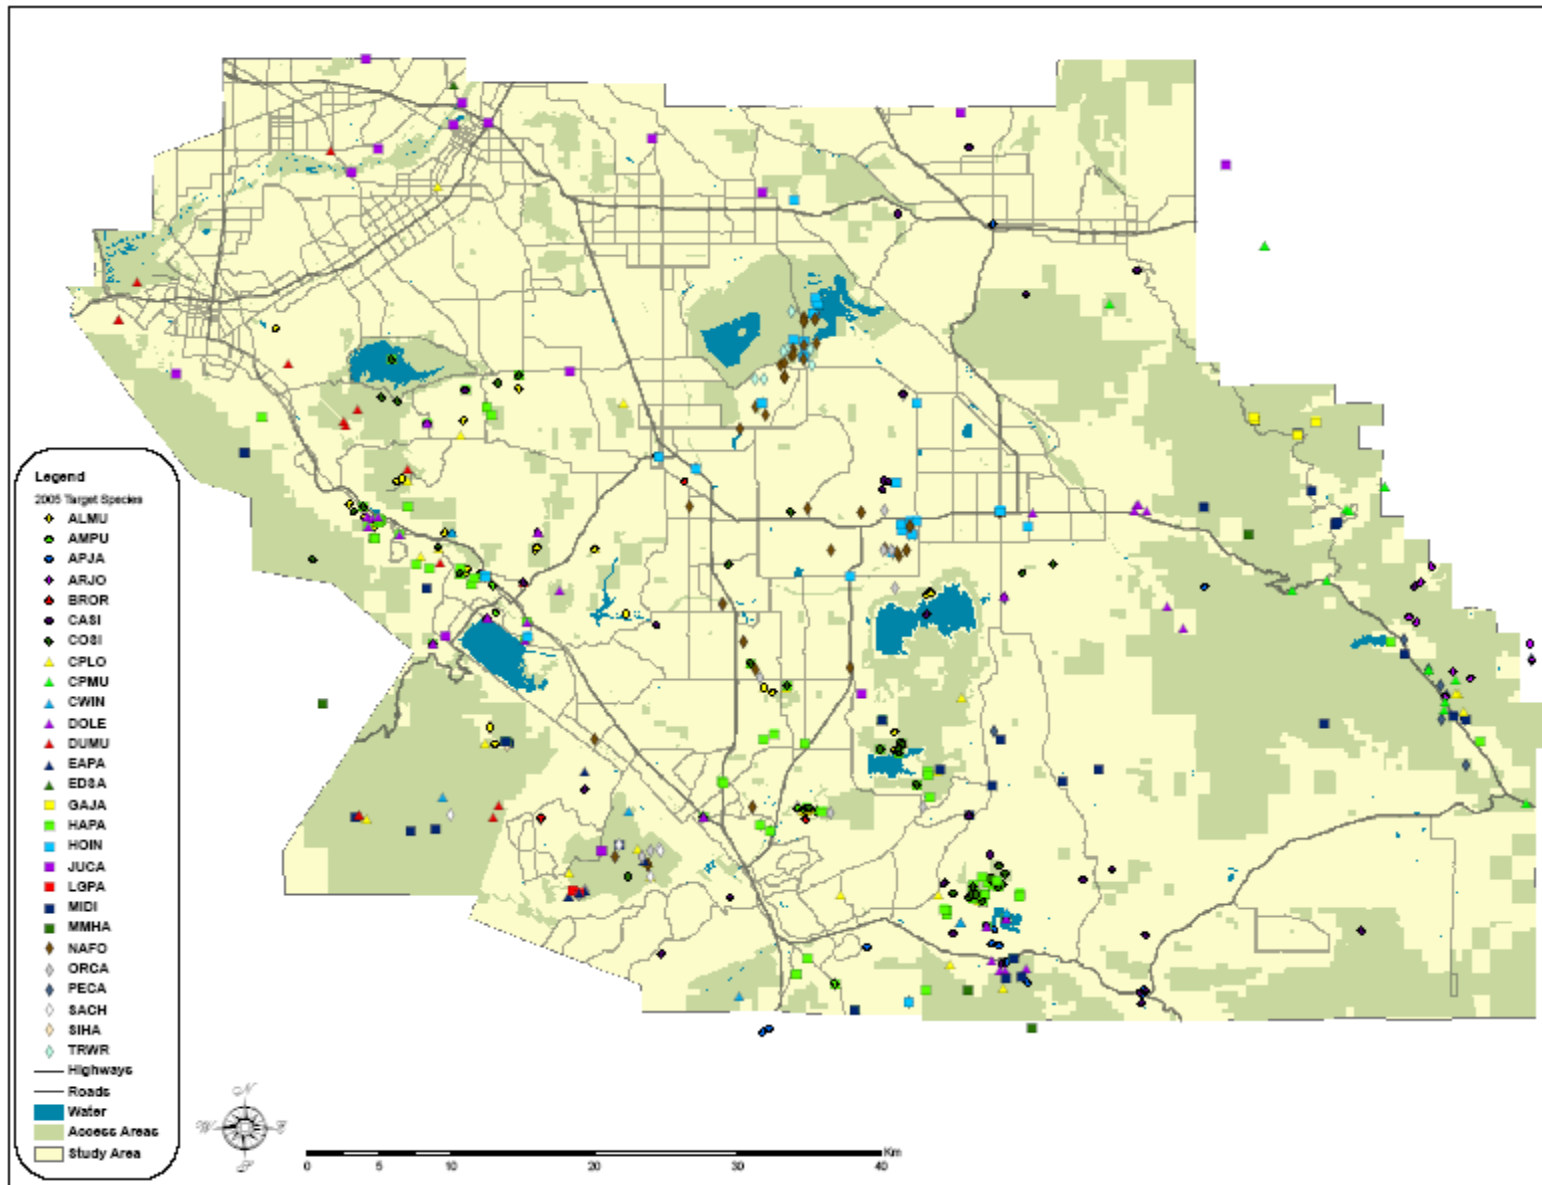 Legend
2005 Target Species
ALMU
AMPU
APJA
ARJO
BROR
CASI
COSI
CPLO
CPMU
CWIN
DOLE
DUMU
EAPA
EDSA
GAJA
HAPA
HOIN
JUCA
LGPA
MIDI
MMHA
NAFO
ORCA
PECA
SACH
SIHA
TRWR
Highways
Roads
Water
Access Areas
Study Area
N
W E
S
Km
0 5 10 20 30 40